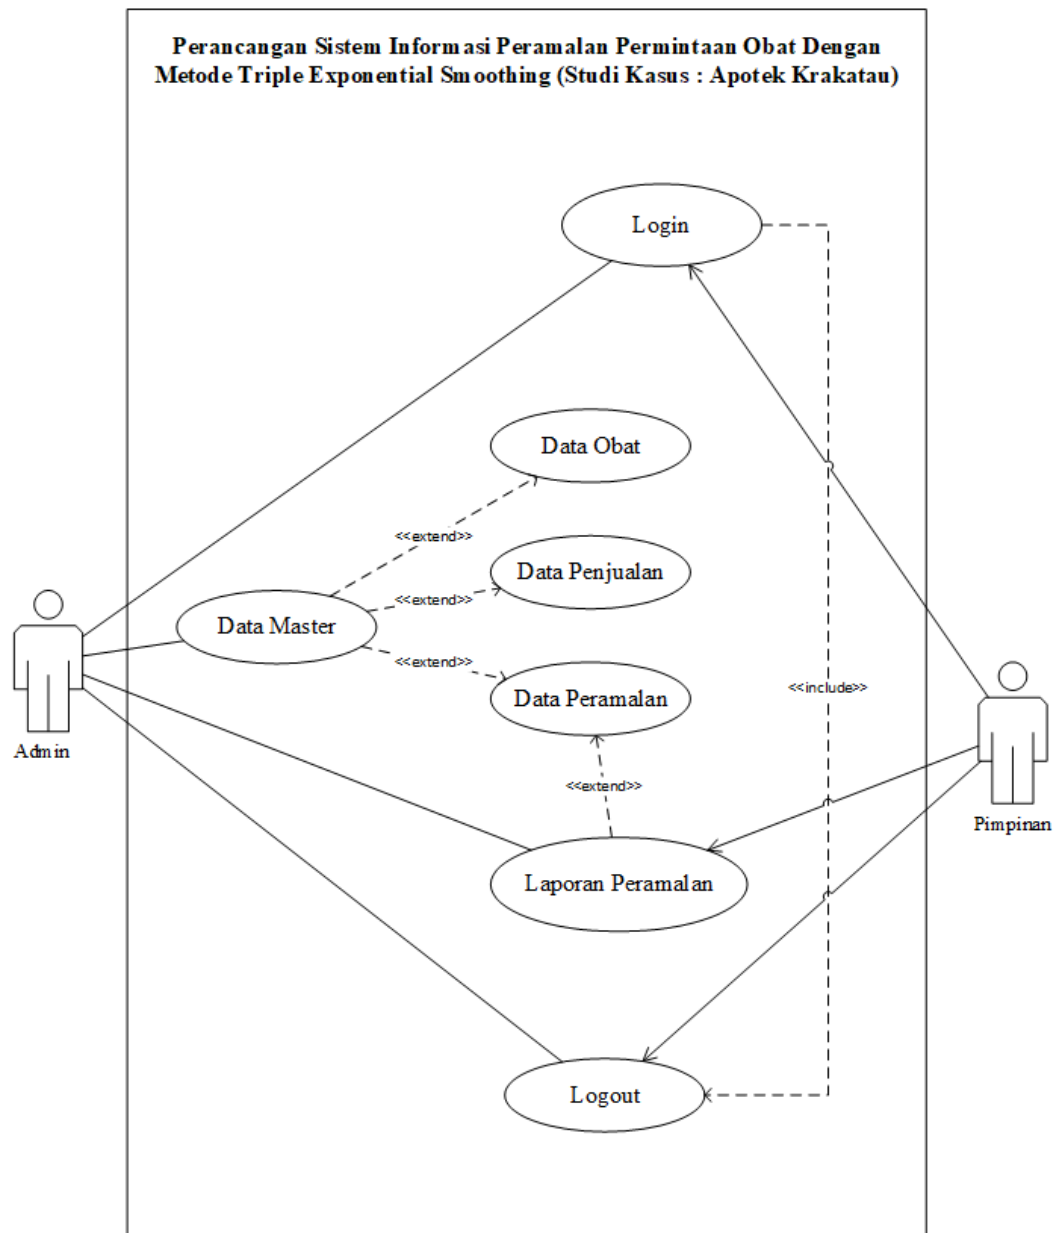 Perancangan Sistem Informasi Peramalan Permintaan Obat Dengan
Metode Triple Exponential Smoothing (Studi Kasus : Apotek Krakatau)
Login
Data Obat
<<extend>>
Data Penjualan
<<extend>>
Data Master
<<extend>>
Data Peramalan
<<include>>
Admin
<<extend>>
Pimpinan
Laporan Peramalan
Logout